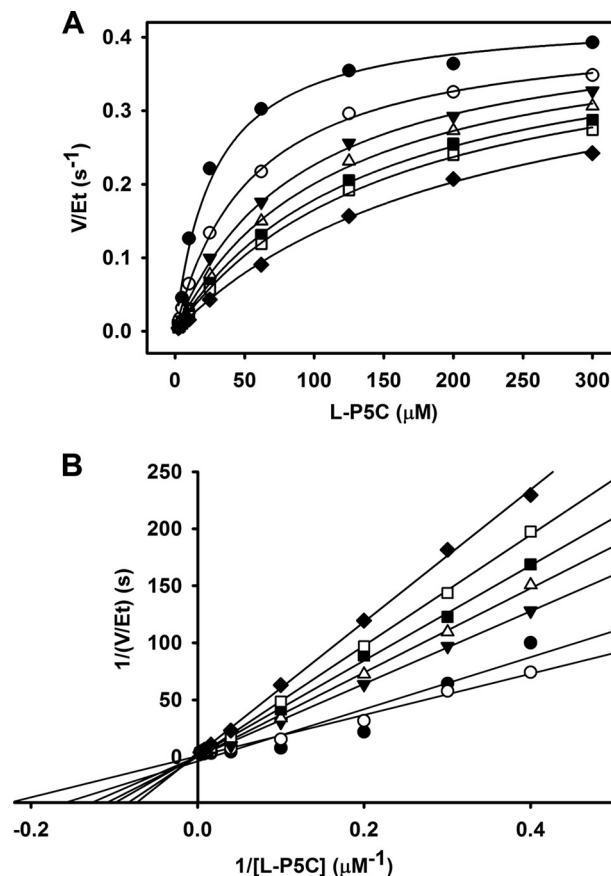 A
V/Et (s⁻¹)
0.4
0.3
0.2
0.1
0.0
0 50 100 150 200 250 300
L-P5C (μM)
B
1/(V/Et) (s)
250
200
150
100
50
0
-0.2 0.0 0.2 0.4
1/[L-P5C] (μM⁻¹)